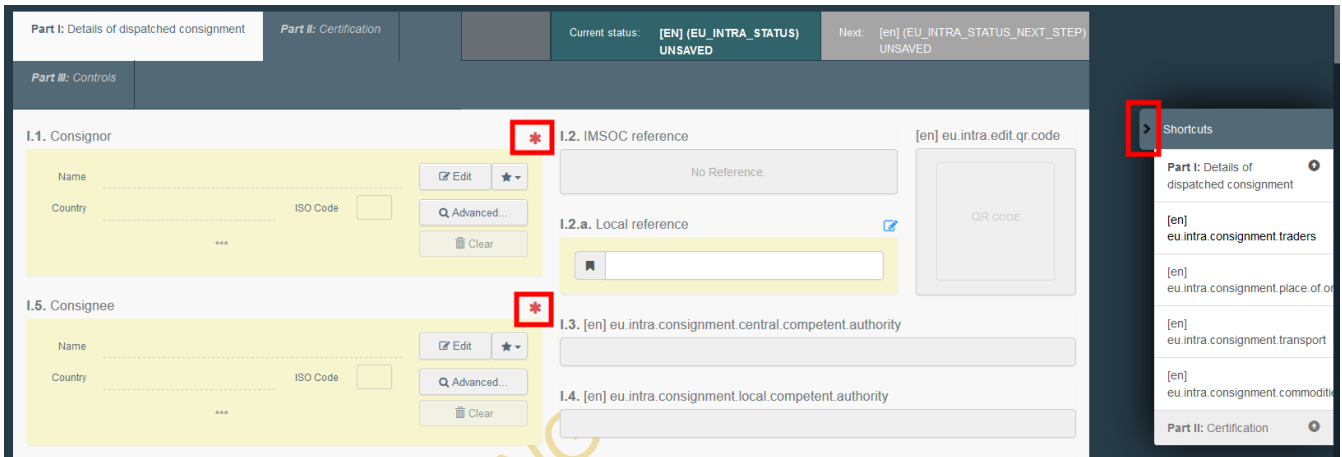 Part I: Details of dispatched consignment
Part II: Certification
Current status: [EN] (EU_INTRA_STATUS)
UNSAVED
Next: [en] (EU_INTRA_STATUS_NEXT_STEP)
UNSAVED
Part III: Controls
I.1. Consignor
Name
Edit
Country
ISO Code
Advanced...
Clear
I.2. IMSOC reference
No Reference.
[en] eu.intra.edit.qr.code
QR CODE
I.2.a. Local reference
I.5. Consignee
Name
Edit
Country
ISO Code
Advanced...
Clear
I.3. [en] eu.intra.consignment.central.competent.authority
I.4. [en] eu.intra.consignment.local.competent.authority
Shortcuts
Part I: Details of
dispatched consignment
[en]
eu.intra.consignment.traders
[en]
eu.intra.consignment.place.of.or
[en]
eu.intra.consignment.transport
[en]
eu.intra.consignment.commoditie
Part II: Certification